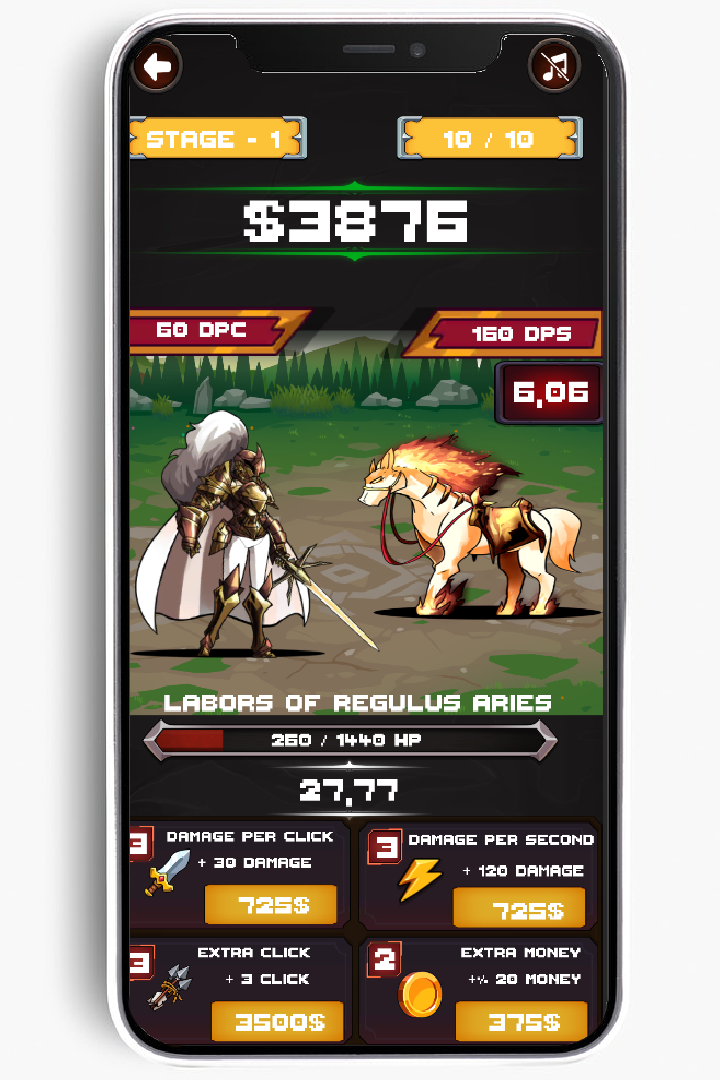 STAGE - 1
10 / 10
$3876
60 DPC
160 DPS
6,06
LABORS OF REGULUS ARIES
260 / 1440 HP
27,77
3
DAMAGE PER CLICK
+ 30 DAMAGE
725$
3
DAMAGE PER SECOND
+ 120 DAMAGE
725$
3
EXTRA CLICK
+ 3 CLICK
3500$
2
EXTRA MONEY
+% 20 MONEY
375$